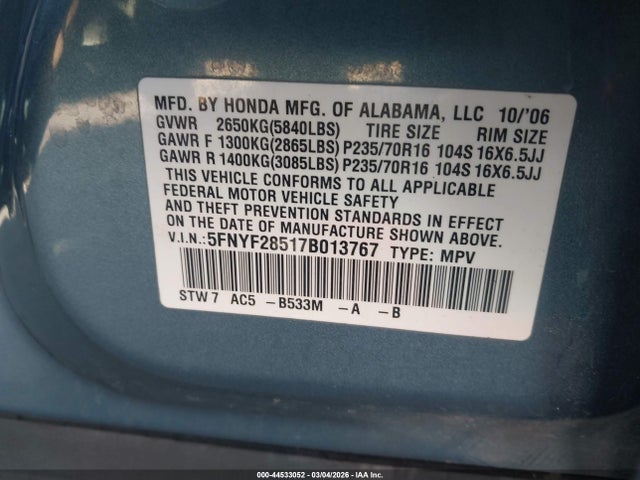 MFD. BY HONDA MFG. OF ALABAMA, LLC 10/'06
GVWR 2650KG(5840LBS) TIRE SIZE RIM SIZE
GAWR F 1300KG(2865LBS) P235/70R16 104S 16X6.5JJ
GAWR R 1400KG(3085LBS) P235/70R16 104S 16X6.5JJ
THIS VEHICLE CONFORMS TO ALL APPLICABLE
FEDERAL MOTOR VEHICLE SAFETY
AND THEFT PREVENTION STANDARDS IN EFFECT
ON THE DATE OF MANUFACTURE SHOWN ABOVE.
V.I.N.:5FNYF28517B013767 TYPE: MPV
STW7 AC5 -B533M -A -B
000-44533052 - 03/04/2026 - IAA Inc.